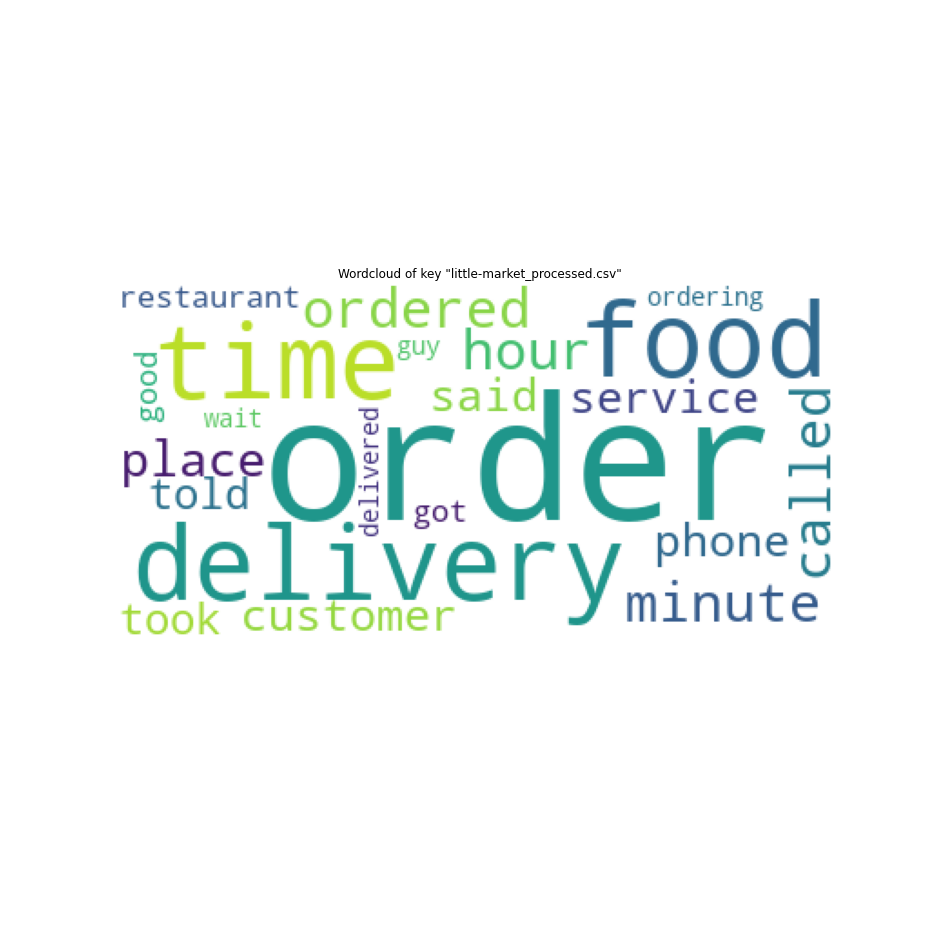 Wordcloud of key "little-market_processed.csv"
restaurant
ordered
ordering
time
guy
hour
food
good
wait
said
service
called
place
told
delivered
order
got
delivery
phone
minute
took
customer